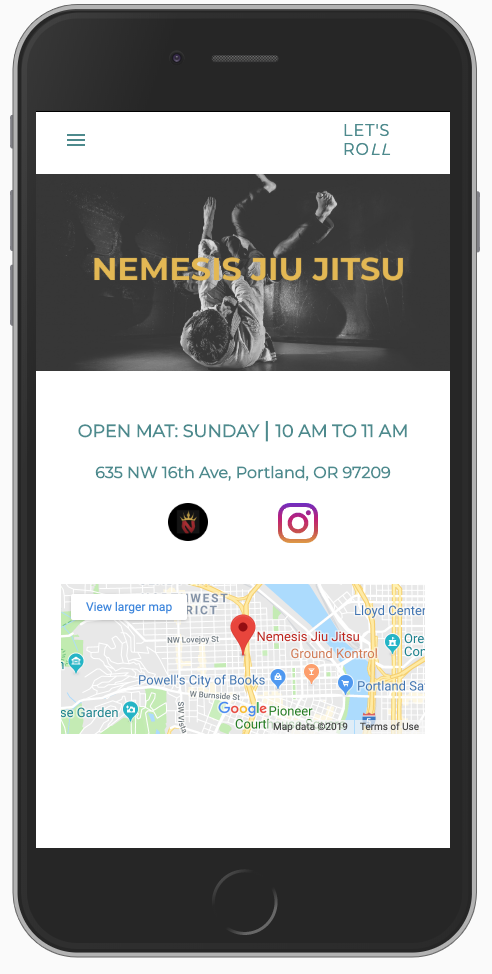 LET'S
ROLL
NEMESIS JIU JITSU
OPEN MAT: SUNDAY | 10 AM TO 11 AM
635 NW 16th Ave, Portland, OR 97209
N
View larger map
WEST
RICT
Lloyd Center
NW Lovejoy St
Nemesis Jiu Jitsu
Ore
Con
Ground Kontrol
Powell's City of Books
W Burnside St
Portland Sa
se Garden
SW Vista
Google
Pioneer
Court
Map data ©2019
Terms of Use